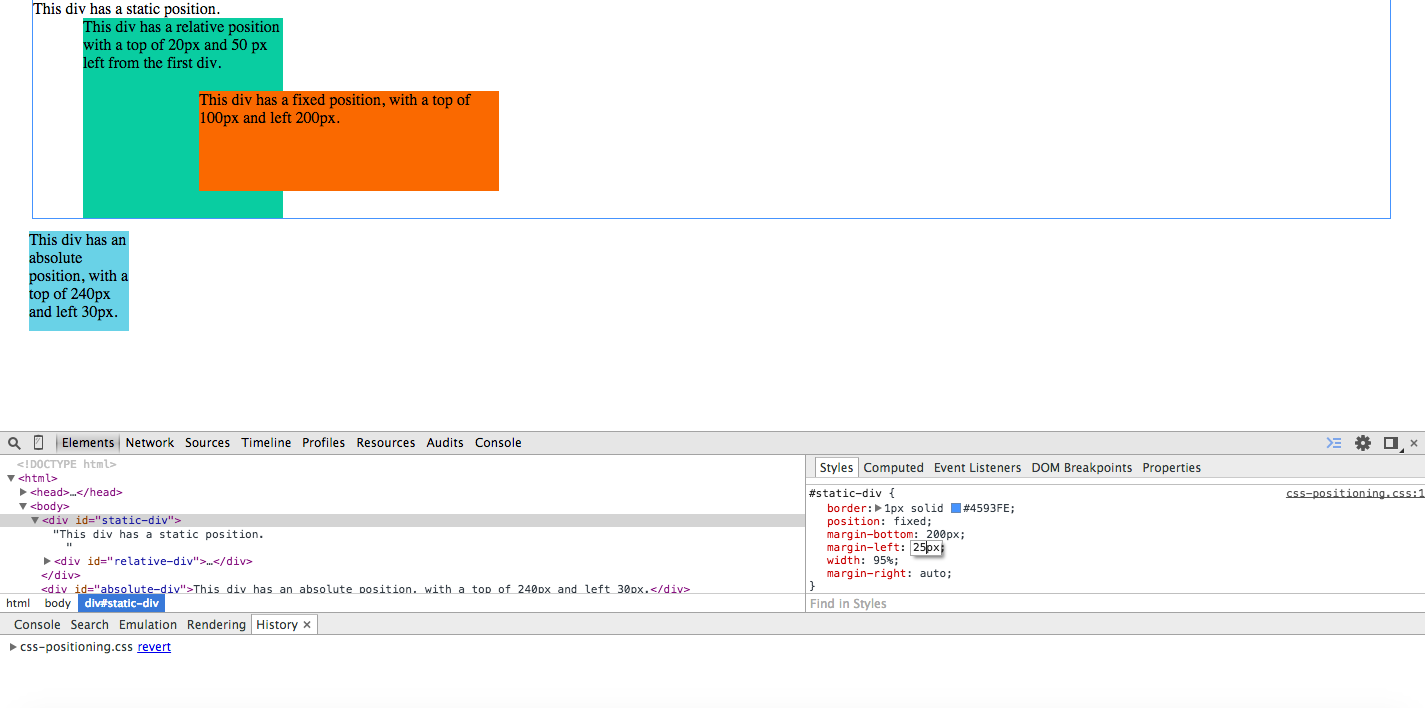 This div has a static position.
This div has a relative position
with a top of 20px and 50 px
left from the first div.
This div has a fixed position, with a top of
100px and left 200px.
This div has an
absolute
position, with a
top of 240px
and left 30px.
Elements Network Sources Timeline Profiles Resources Audits Console
<!DOCTYPE html>
<html>
<head>…</head>
<body>
<div id="static-div">
"This div has a static position.
"
<div id="relative-div">…</div>
</div>
<div id="absolute-div">This div has an absolute position, with a top of 240px and left 30px.</div>
html body div#static-div
Styles Computed Event Listeners DOM Breakpoints Properties
#static-div { css-positioning.css:1
border: 1px solid #4593FE;
position: fixed;
margin-bottom: 200px;
margin-left: 25px;
width: 95%;
margin-right: auto;
}
Find in Styles
Console Search Emulation Rendering History ×
css-positioning.css revert